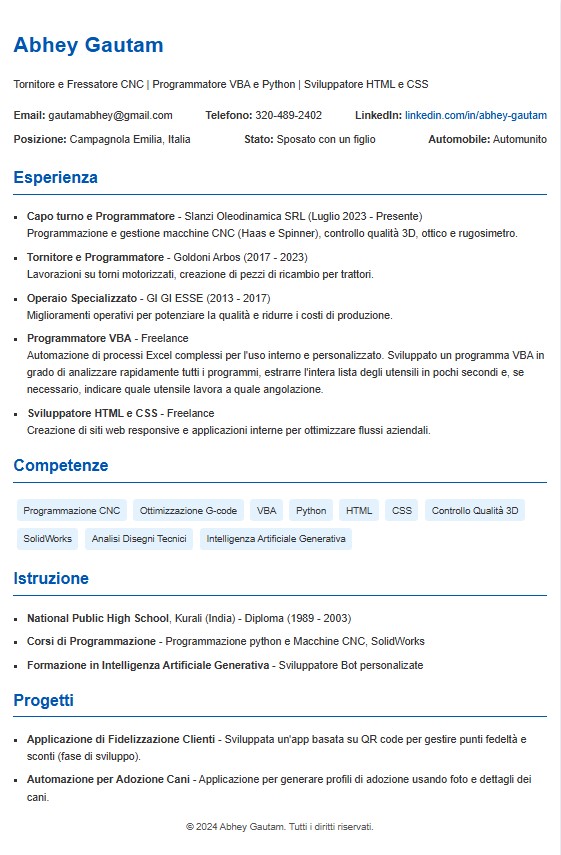 Abhey Gautam
Tornitore e Fressatore CNC | Programmatore VBA e Python | Sviluppatore HTML e CSS
Email: gautamabhey@gmail.com Telefono: 320-489-2402 LinkedIn: linkedin.com/in/abhey-gautam
Posizione: Campagnola Emilia, Italia Stato: Sposato con un figlio Automobile: Automunito
Esperienza
▪ Capo turno e Programmatore - Slanzi Oleodinamica SRL (Luglio 2023 - Presente)
Programmazione e gestione macchine CNC (Haas e Spinner), controllo qualità 3D, ottico e rugosimetro.
▪ Tornitore e Programmatore - Goldoni Arbos (2017 - 2023)
Lavorazioni su torni motorizzati, creazione di pezzi di ricambio per trattori.
▪ Operaio Specializzato - GI GI ESSE (2013 - 2017)
Miglioramenti operativi per potenziare la qualità e ridurre i costi di produzione.
▪ Programmatore VBA - Freelance
Automazione di processi Excel complessi per l'uso interno e personalizzato. Sviluppato un programma VBA in
grado di analizzare rapidamente tutti i programmi, estrarre l'intera lista degli utensili in pochi secondi e, se
necessario, indicare quale utensile lavora a quale angolazione.
▪ Sviluppatore HTML e CSS - Freelance
Creazione di siti web responsive e applicazioni interne per ottimizzare flussi aziendali.
Competenze
Programmazione CNC Ottimizzazione G-code VBA Python HTML CSS Controllo Qualità 3D
SolidWorks Analisi Disegni Tecnici Intelligenza Artificiale Generativa
Istruzione
▪ National Public High School, Kurali (India) - Diploma (1989 - 2003)
▪ Corsi di Programmazione - Programmazione python e Macchine CNC, SolidWorks
▪ Formazione in Intelligenza Artificiale Generativa - Sviluppatore Bot personalizzate
Progetti
▪ Applicazione di Fidelizzazione Clienti - Sviluppata un'app basata su QR code per gestire punti fedeltà e
sconti (fase di sviluppo).
▪ Automazione per Adozione Cani - Applicazione per generare profili di adozione usando foto e dettagli dei
cani.
© 2024 Abhey Gautam. Tutti i diritti riservati.